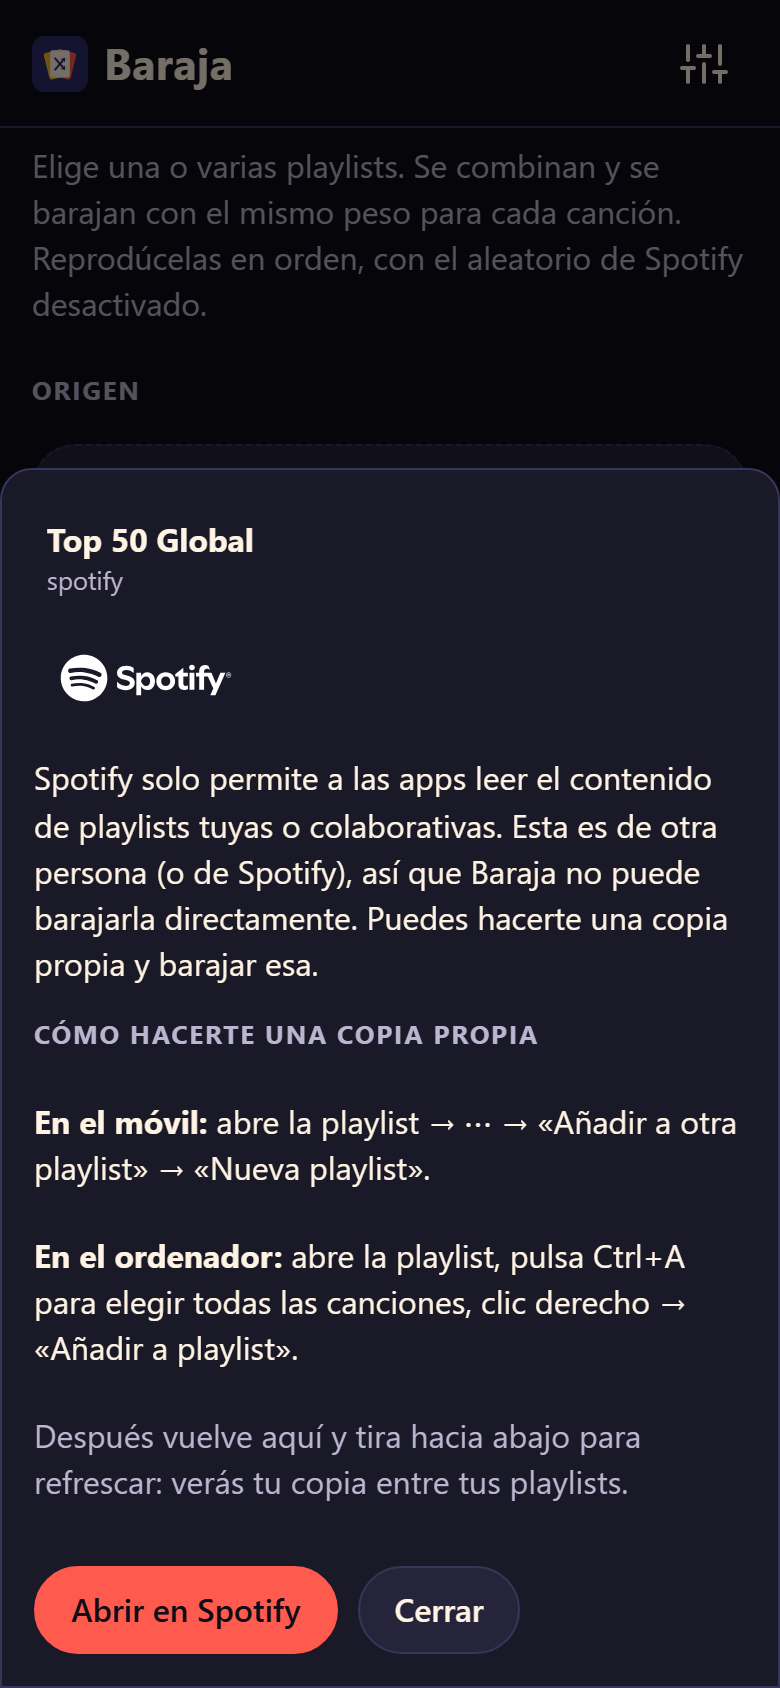 Baraja
Elige una o varias playlists. Se combinan y se
barajan con el mismo peso para cada canción.
Reprodúcelas en orden, con el aleatorio de Spotify
desactivado.
ORIGEN
Top 50 Global
spotify
Spotify®
Spotify solo permite a las apps leer el contenido
de playlists tuyas o colaborativas. Esta es de otra
persona (o de Spotify), así que Baraja no puede
barajarla directamente. Puedes hacerte una copia
propia y barajar esa.
CÓMO HACERTE UNA COPIA PROPIA
En el móvil: abre la playlist → ··· → «Añadir a otra
playlist» → «Nueva playlist».
En el ordenador: abre la playlist, pulsa Ctrl+A
para elegir todas las canciones, clic derecho →
«Añadir a playlist».
Después vuelve aquí y tira hacia abajo para
refrescar: verás tu copia entre tus playlists.
Abrir en Spotify
Cerrar